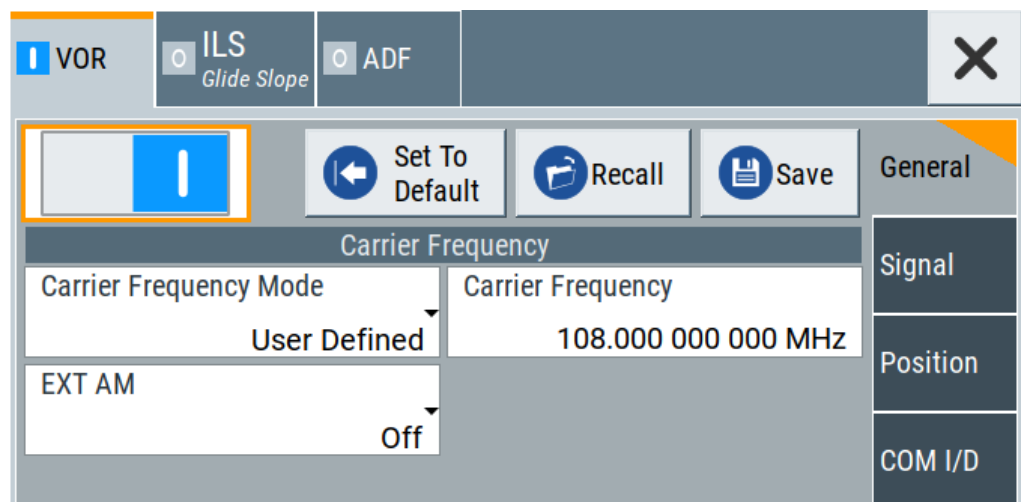 VOR
ILS
Glide Slope
ADF
Set To
Default
Recall
Save
General
Carrier Frequency
Signal
Carrier Frequency Mode
User Defined
Carrier Frequency
108.000 000 000 MHz
Position
EXT AM
Off
COM I/D